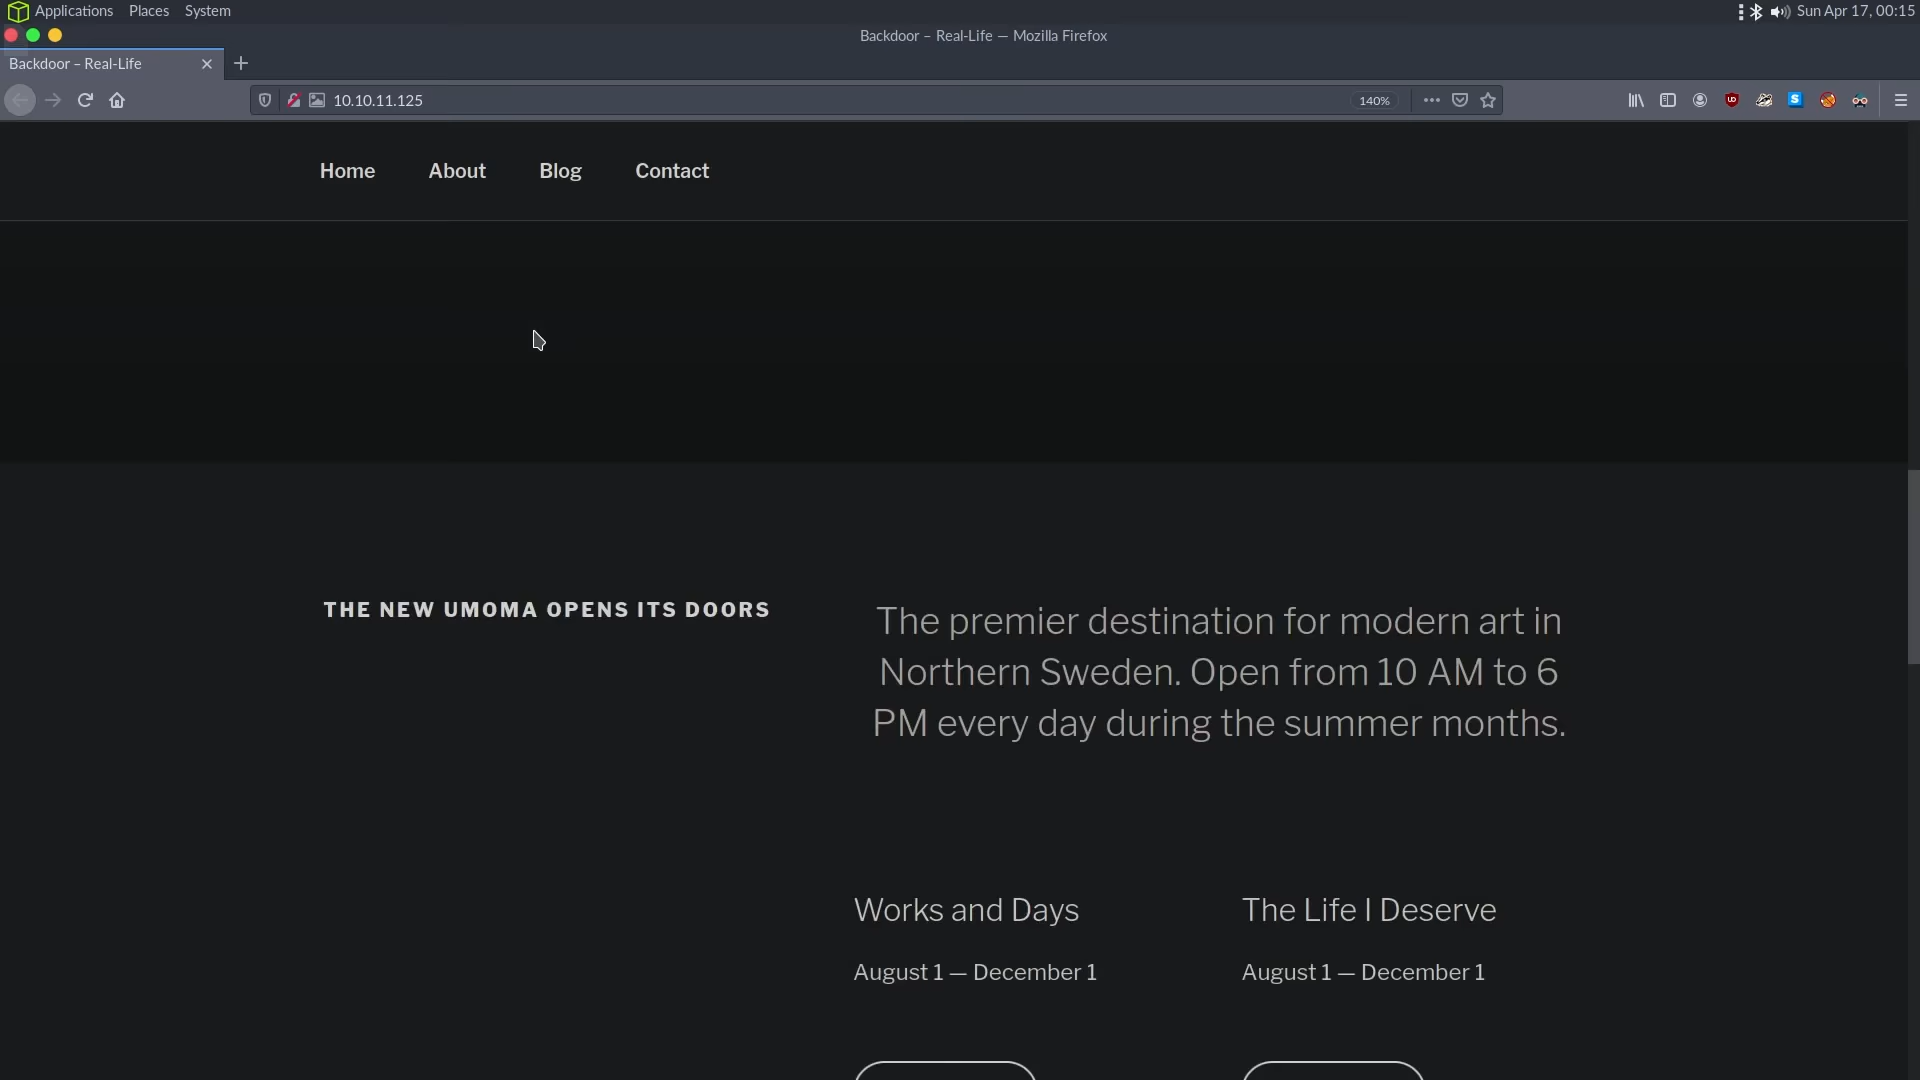 Applications Places System
Sun Apr 17, 00:15
Backdoor – Real-Life — Mozilla Firefox
Backdoor – Real-Life
10.10.11.125
140%
Home About Blog Contact
THE NEW UMOMA OPENS ITS DOORS
The premier destination for modern art in
Northern Sweden. Open from 10 AM to 6
PM every day during the summer months.
Works and Days
August 1 — December 1
The Life I Deserve
August 1 — December 1